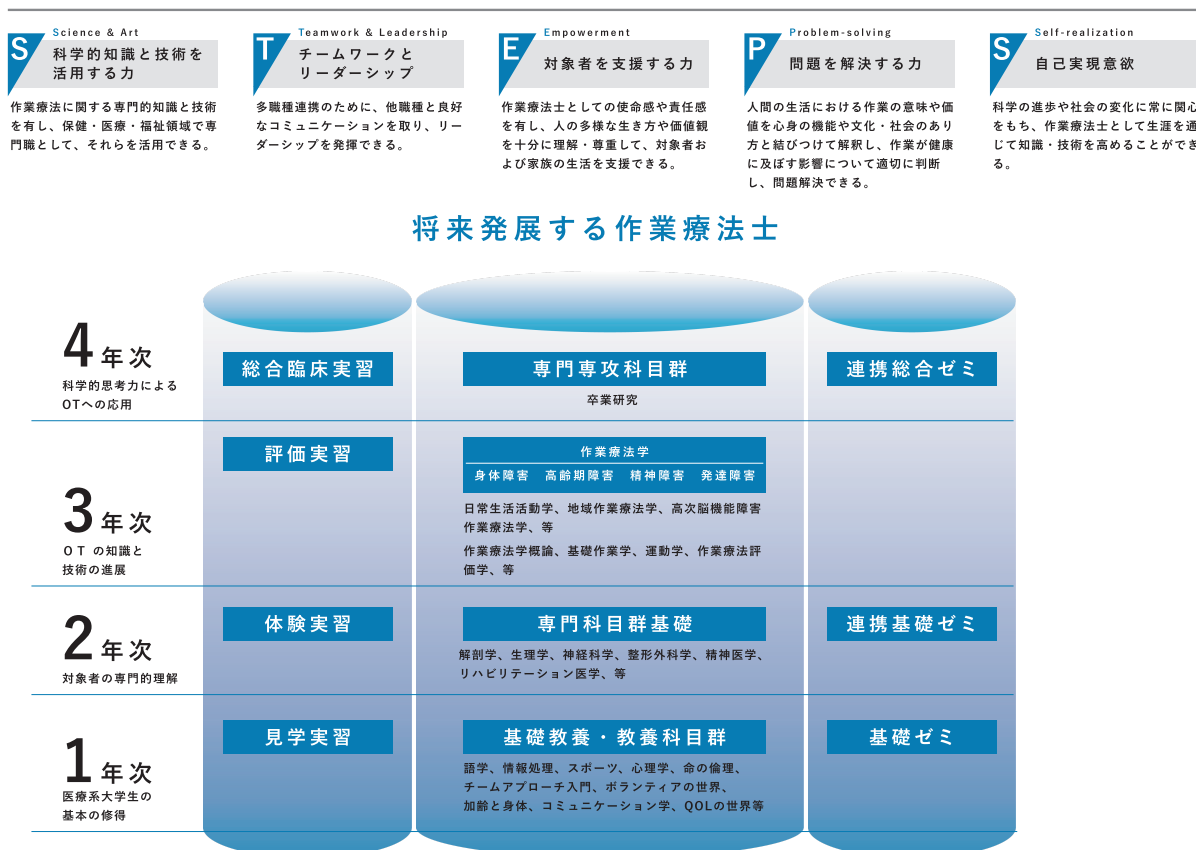 S
Science & Art
科学的知識と技術を
活用する力
作業療法に関する専門的知識と技術
を有し、保健・医療・福祉領域で専
門職として、それらを活用できる。
T
Teamwork & Leadership
チームワークと
リーダーシップ
多職種連携のために、他職種と良好
なコミュニケーションを取り、リー
ダーシップを発揮できる。
E
Empowerment
対象者を支援する力
作業療法士としての使命感や責任感
を有し、人の多様な生き方や価値観
を十分に理解・尊重して、対象者お
よび家族の生活を支援できる。
P
Problem-solving
問題を解決する力
人間の生活における作業の意味や価
値を心身の機能や文化・社会のあり
方と結びつけて解釈し、作業が健康
に及ぼす影響について適切に判断
し、問題解決できる。
S
Self-realization
自己実現意欲
科学の進歩や社会の変化に常に関心
をもち、作業療法士として生涯を通
じて知識・技術を高めることができ
る。
将来発展する作業療法士
4年次
科学的思考力による
OTへの応用
総合臨床実習
専門専攻科目群
卒業研究
連携総合ゼミ
3年次
OT の知識と
技術の進展
評価実習
作業療法学
身体障害 高齢期障害 精神障害 発達障害
日常生活活動学、地域作業療法学、高次脳機能障害
作業療法学、等
作業療法学概論、基礎作業学、運動学、作業療法評
価学、等
2年次
対象者の専門的理解
体験実習
専門科目群基礎
解剖学、生理学、神経科学、整形外科学、精神医学、
リハビリテーション医学、等
連携基礎ゼミ
1年次
医療系大学生の
基本の修得
見学実習
基礎教養・教養科目群
語学、情報処理、スポーツ、心理学、命の倫理、
チームアプローチ入門、ボランティアの世界、
加齢と身体、コミュニケーション学、QOLの世界等
基礎ゼミ